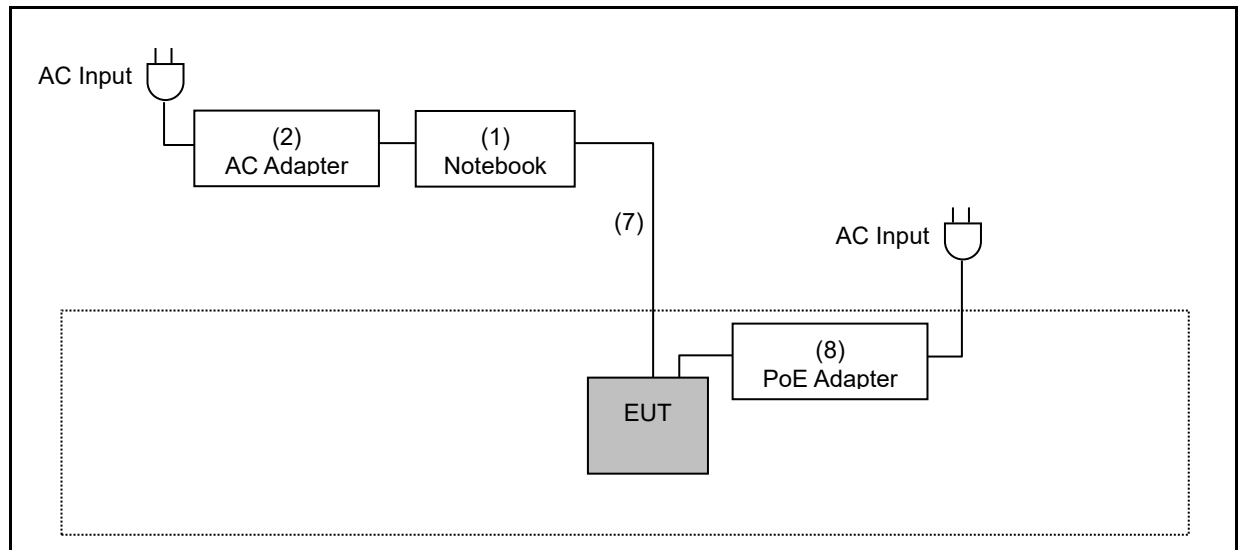 AC Input
(2)
AC Adapter
(1)
Notebook
(7)
AC Input
(8)
PoE Adapter
EUT